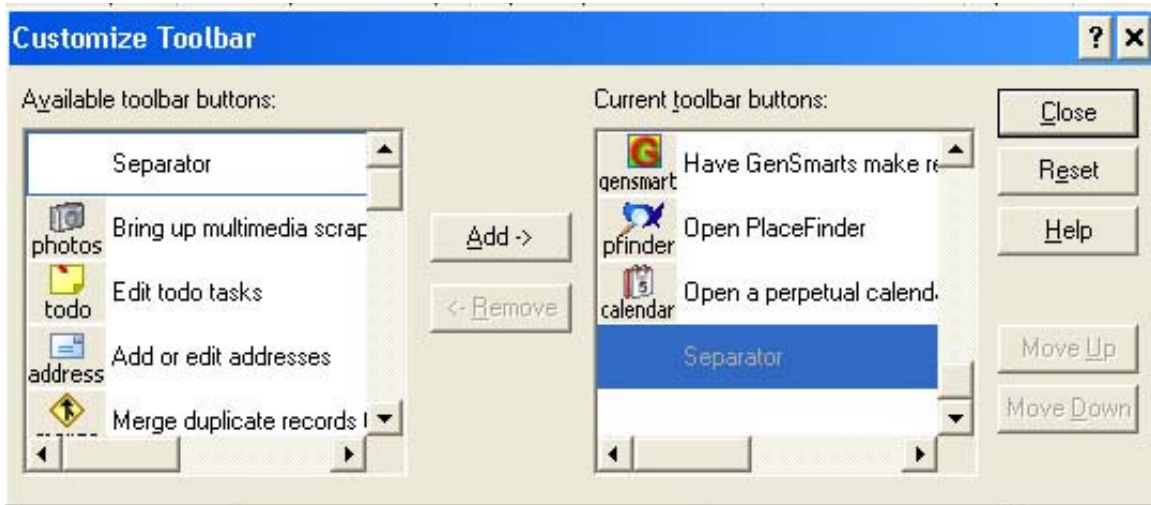 Customize Toolbar
Available toolbar buttons:
Separator
photos Bring up multimedia scrap
todo Edit todo tasks
address Add or edit addresses
Merge duplicate records
Add ->
<- Remove
Current toolbar buttons:
gensmart Have GenSmarts make re
pfinder Open PlaceFinder
calendar Open a perpetual calend
Separator
Close
Reset
Help
Move Up
Move Down